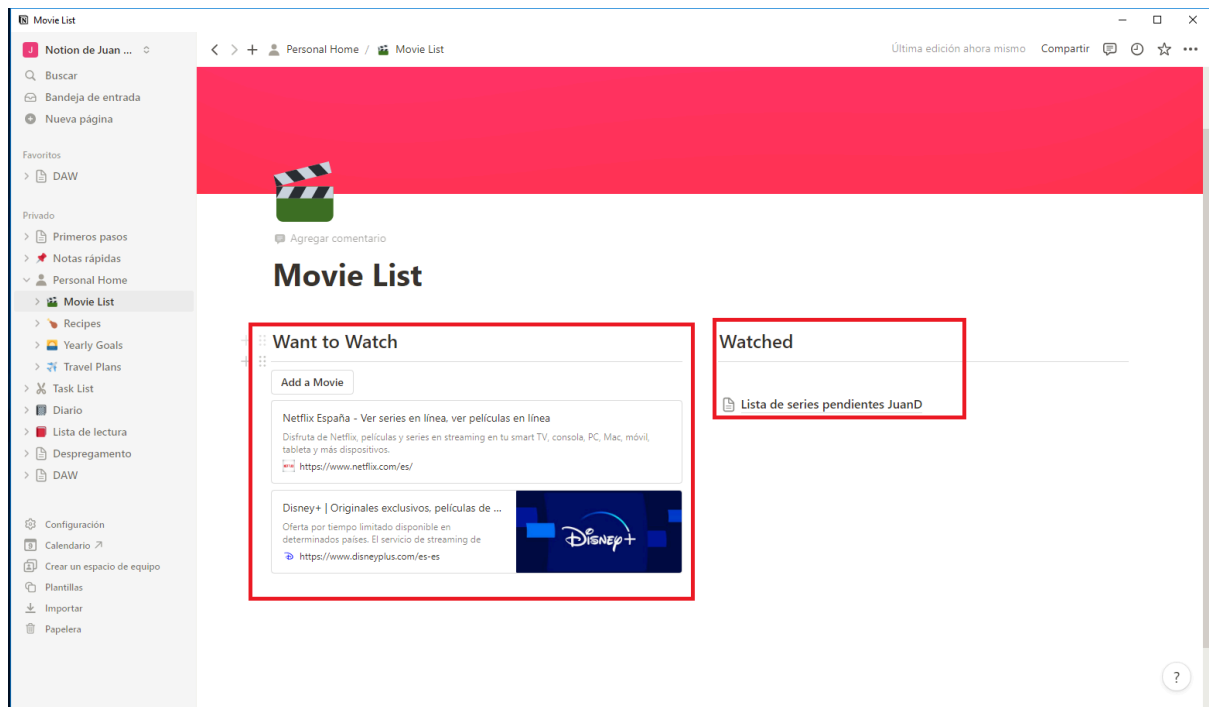 Movie List
J Notion de Juan ...
Buscar
Bandeja de entrada
Nueva página
Favoritos
DAW
Privado
Primeros pasos
Notas rápidas
Personal Home
Movie List
Recipes
Yearly Goals
Travel Plans
Task List
Diario
Lista de lectura
Despregamento
DAW
Configuración
Calendario ↗
Crear un espacio de equipo
Plantillas
Importar
Papelera
Personal Home / Movie List
Última edición ahora mismo Compartir
Agregar comentario
Movie List
Want to Watch
Add a Movie
Netflix España - Ver series en línea, ver películas en línea
Disfruta de Netflix, películas y series en streaming en tu smart TV, consola, PC, Mac, móvil,
tableta y más dispositivos.
https://www.netflix.com/es/
Disney+ | Originales exclusivos, películas de ...
Oferta por tiempo limitado disponible en
determinados países. El servicio de streaming de
https://www.disneyplus.com/es-es
Disney+
Watched
Lista de series pendientes JuanD
?